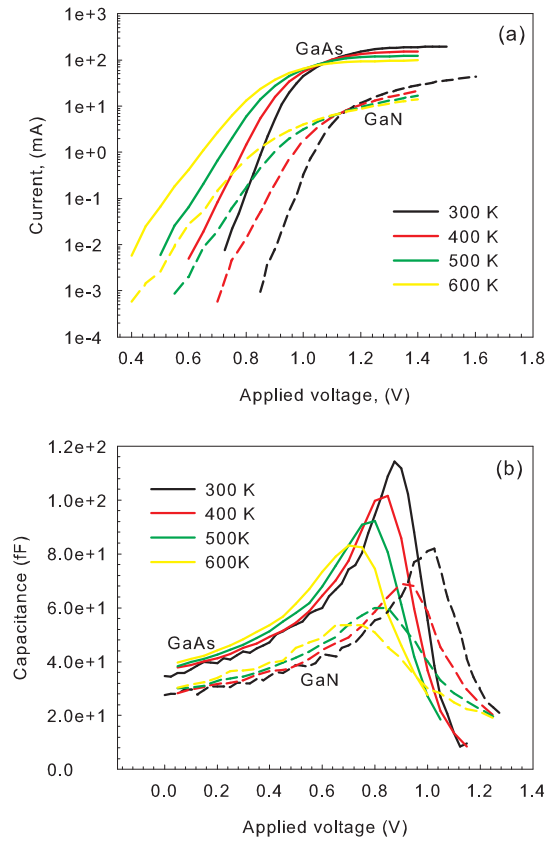 (a)
1e+3
1e+2
1e+1
1e+0
1e-1
1e-2
1e-3
1e-4
Current, (mA)
GaAs
GaN
300 K
400 K
500 K
600 K
0.4 0.6 0.8 1.0 1.2 1.4 1.6 1.8
Applied voltage, (V)
(b)
1.2e+2
1.0e+2
8.0e+1
6.0e+1
4.0e+1
2.0e+1
0.0
Capacitance (fF)
300 K
400 K
500K
600K
GaAs
GaN
0.0 0.2 0.4 0.6 0.8 1.0 1.2 1.4
Applied voltage (V)